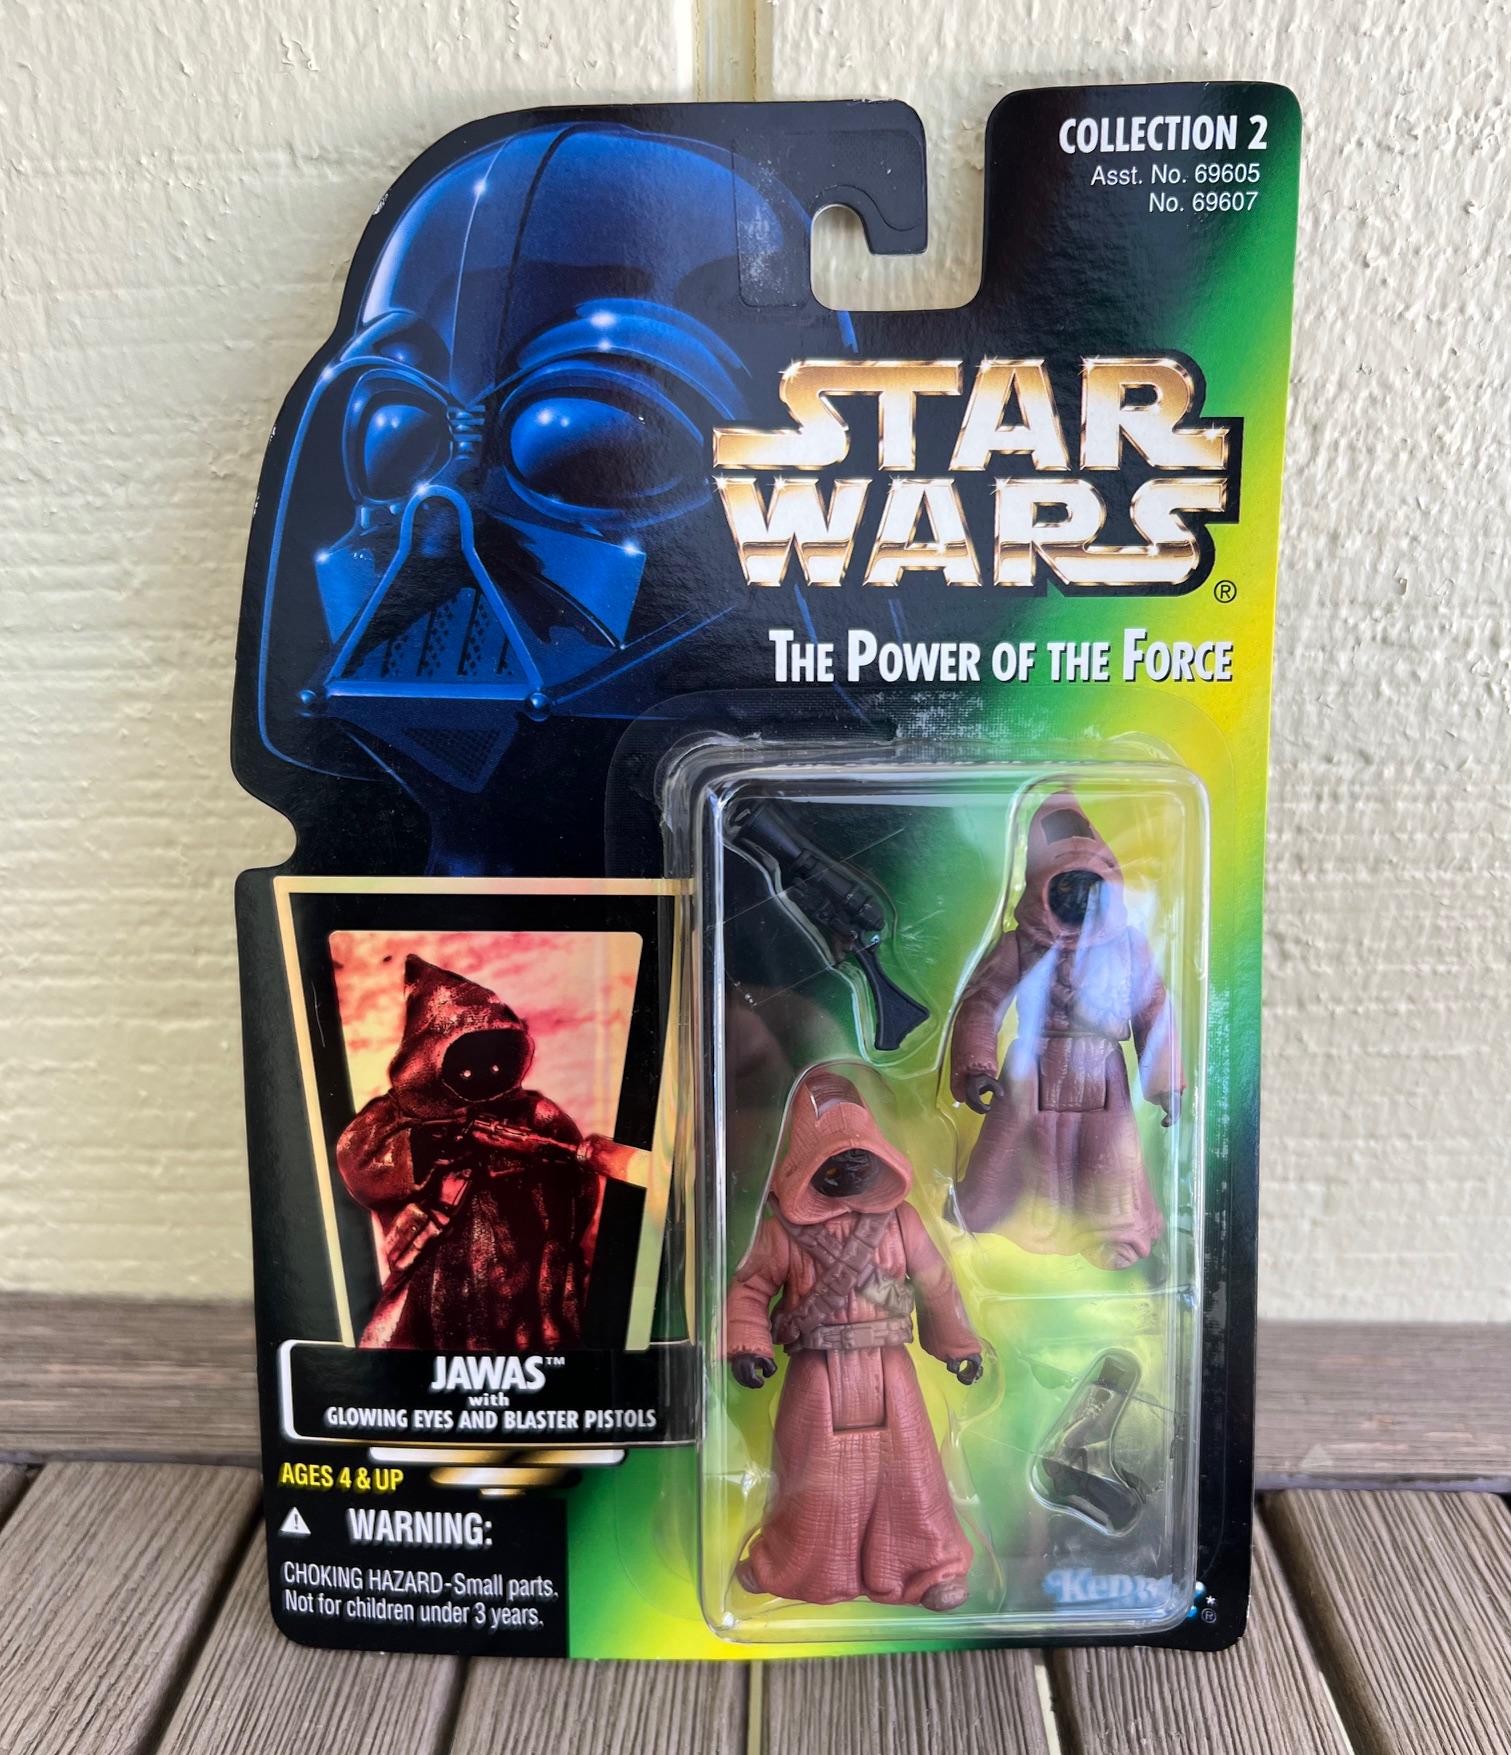 COLLECTION 2
Asst. No. 69605
No. 69607
STAR
WARS®
THE POWER OF THE FORCE
JAWAS™
with
GLOWING EYES AND BLASTER PISTOLS
AGES 4 & UP
WARNING:
CHOKING HAZARD-Small parts.
Not for children under 3 years.
Kenner*®